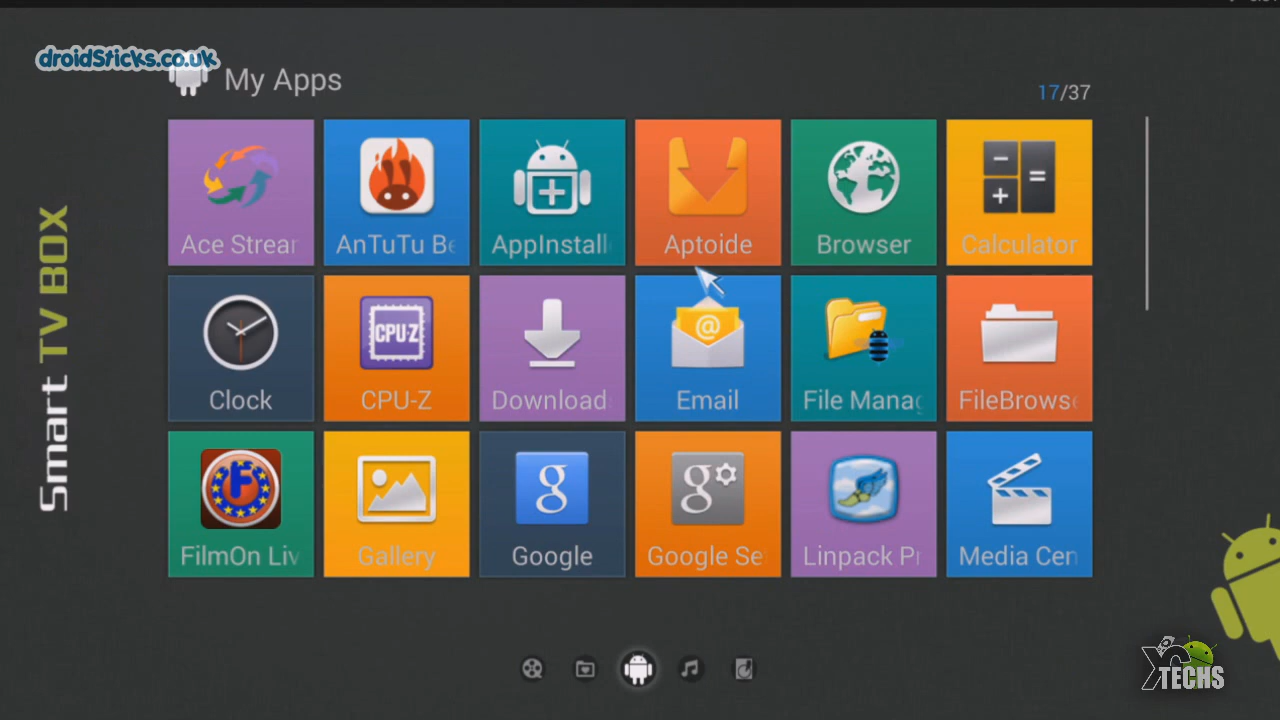 droidSticks.co.uk
My Apps
17/37
Smart TV BOX
Ace Strear
AnTuTu Be
AppInstall
Aptoide
Browser
Calculator
Clock
CPU-Z
CPU-Z
Download
Email
File Manag
FileBrowse
FilmOn Liv
Gallery
Google
Google Se
Linpack Pr
Media Cen
TECHS